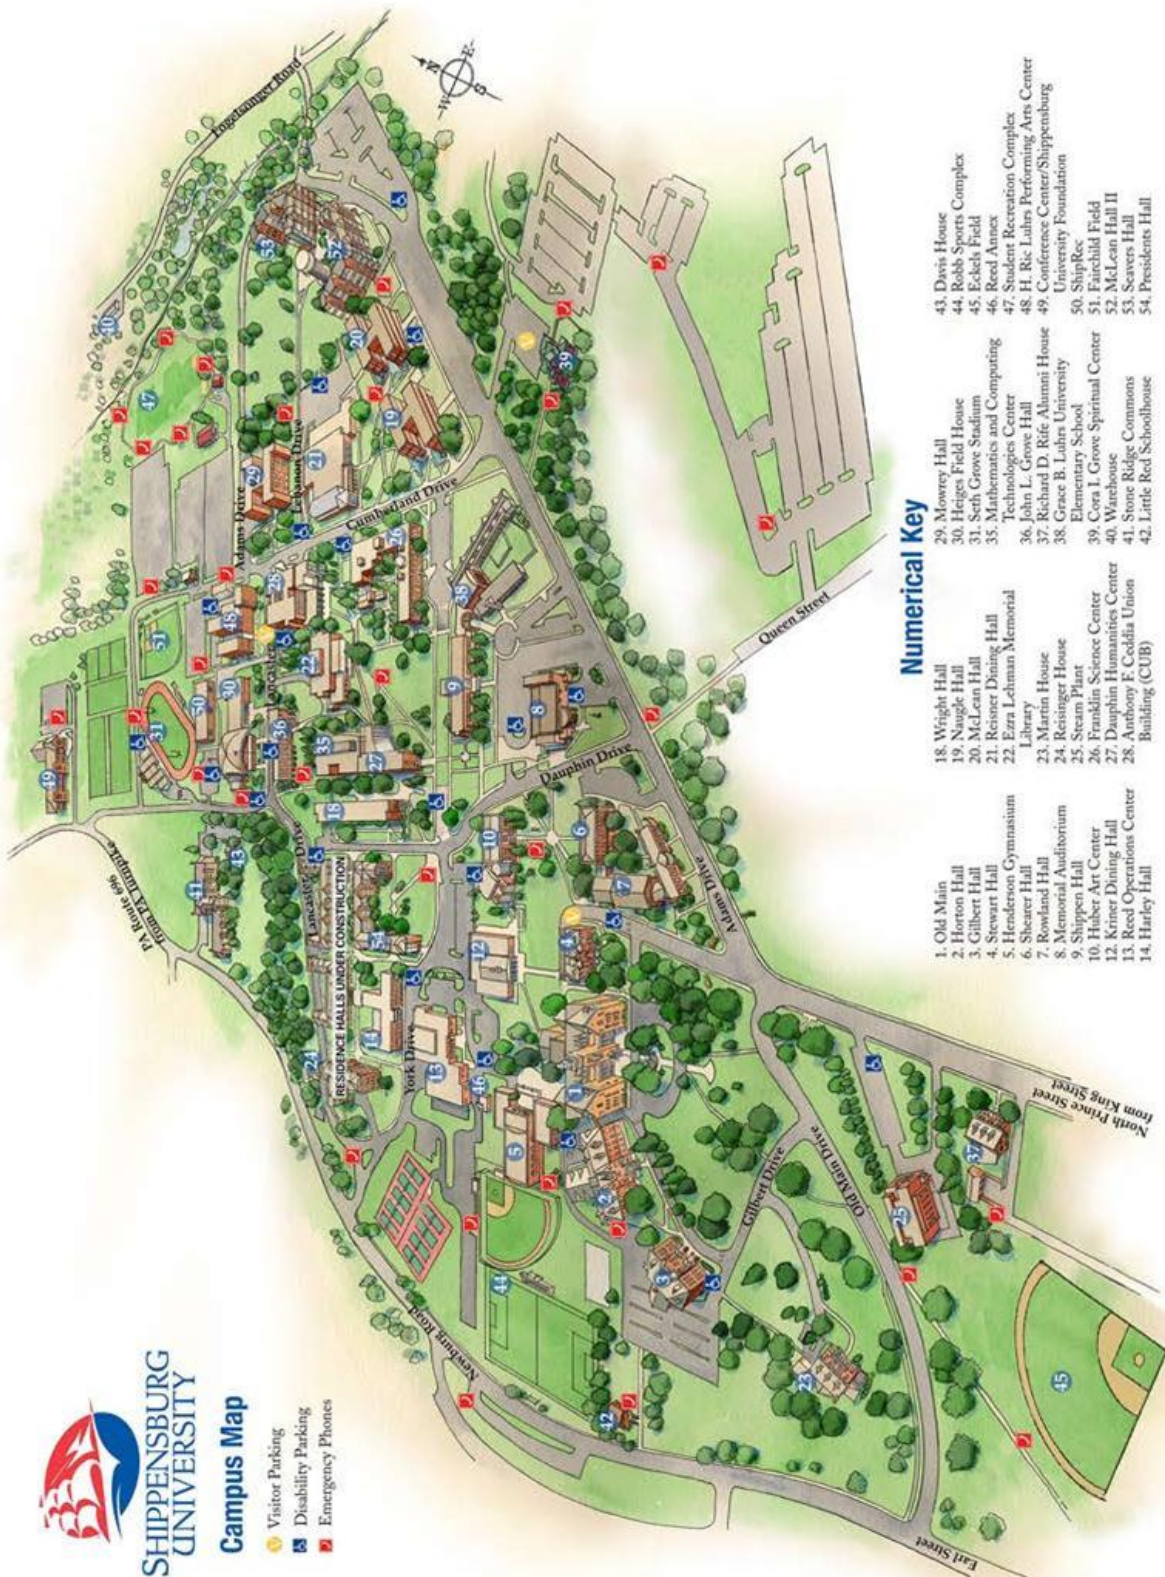 SHIPPENSBURG
UNIVERSITY
Campus Map
Visitor Parking
Disability Parking
Emergency Phones
Newburg Road
PA Route 696
from PA Turnpike
Lancaster Drive
RESIDENCE HALLS UNDER CONSTRUCTION
York Drive
Adams Drive
Lebanon Drive
Cumberland Drive
Fogelsonger Road
Dauphin Drive
Adams Drive
Queen Street
Gilbert Drive
Old Main Drive
North Prince Street
from King Street
Earl Street
N
E
S
W
Numerical Key
1. Old Main
2. Horton Hall
3. Gilbert Hall
4. Stewart Hall
5. Henderson Gymnasium
6. Shearer Hall
7. Rowland Hall
8. Memorial Auditorium
9. Shippen Hall
10. Huber Art Center
12. Kriner Dining Hall
13. Reed Operations Center
14. Harley Hall
18. Wright Hall
19. Naugle Hall
20. McLean Hall
21. Reisner Dining Hall
22. Ezra Lehman Memorial
Library
23. Martin House
24. Reisinger House
25. Steam Plant
26. Franklin Science Center
27. Dauphin Humanities Center
28. Anthony F. Ceddia Union
Building (CUB)
29. Mowrey Hall
30. Heiges Field House
31. Seth Grove Stadium
35. Mathematics and Computing
Technologies Center
36. John L. Grove Hall
37. Richard D. Rife Alumni House
38. Grace B. Luhrs University
Elementary School
39. Cora I. Grove Spiritual Center
40. Warehouse
41. Stone Ridge Commons
42. Little Red Schoolhouse
43. Davis House
44. Robb Sports Complex
45. Eckels Field
46. Reed Annex
47. Student Recreation Complex
48. H. Ric Luhrs Performing Arts Center
49. Conference Center/Shippensburg
University Foundation
50. ShipRec
51. Fairchild Field
52. McLean Hall II
53. Seavers Hall
54. Presidents Hall